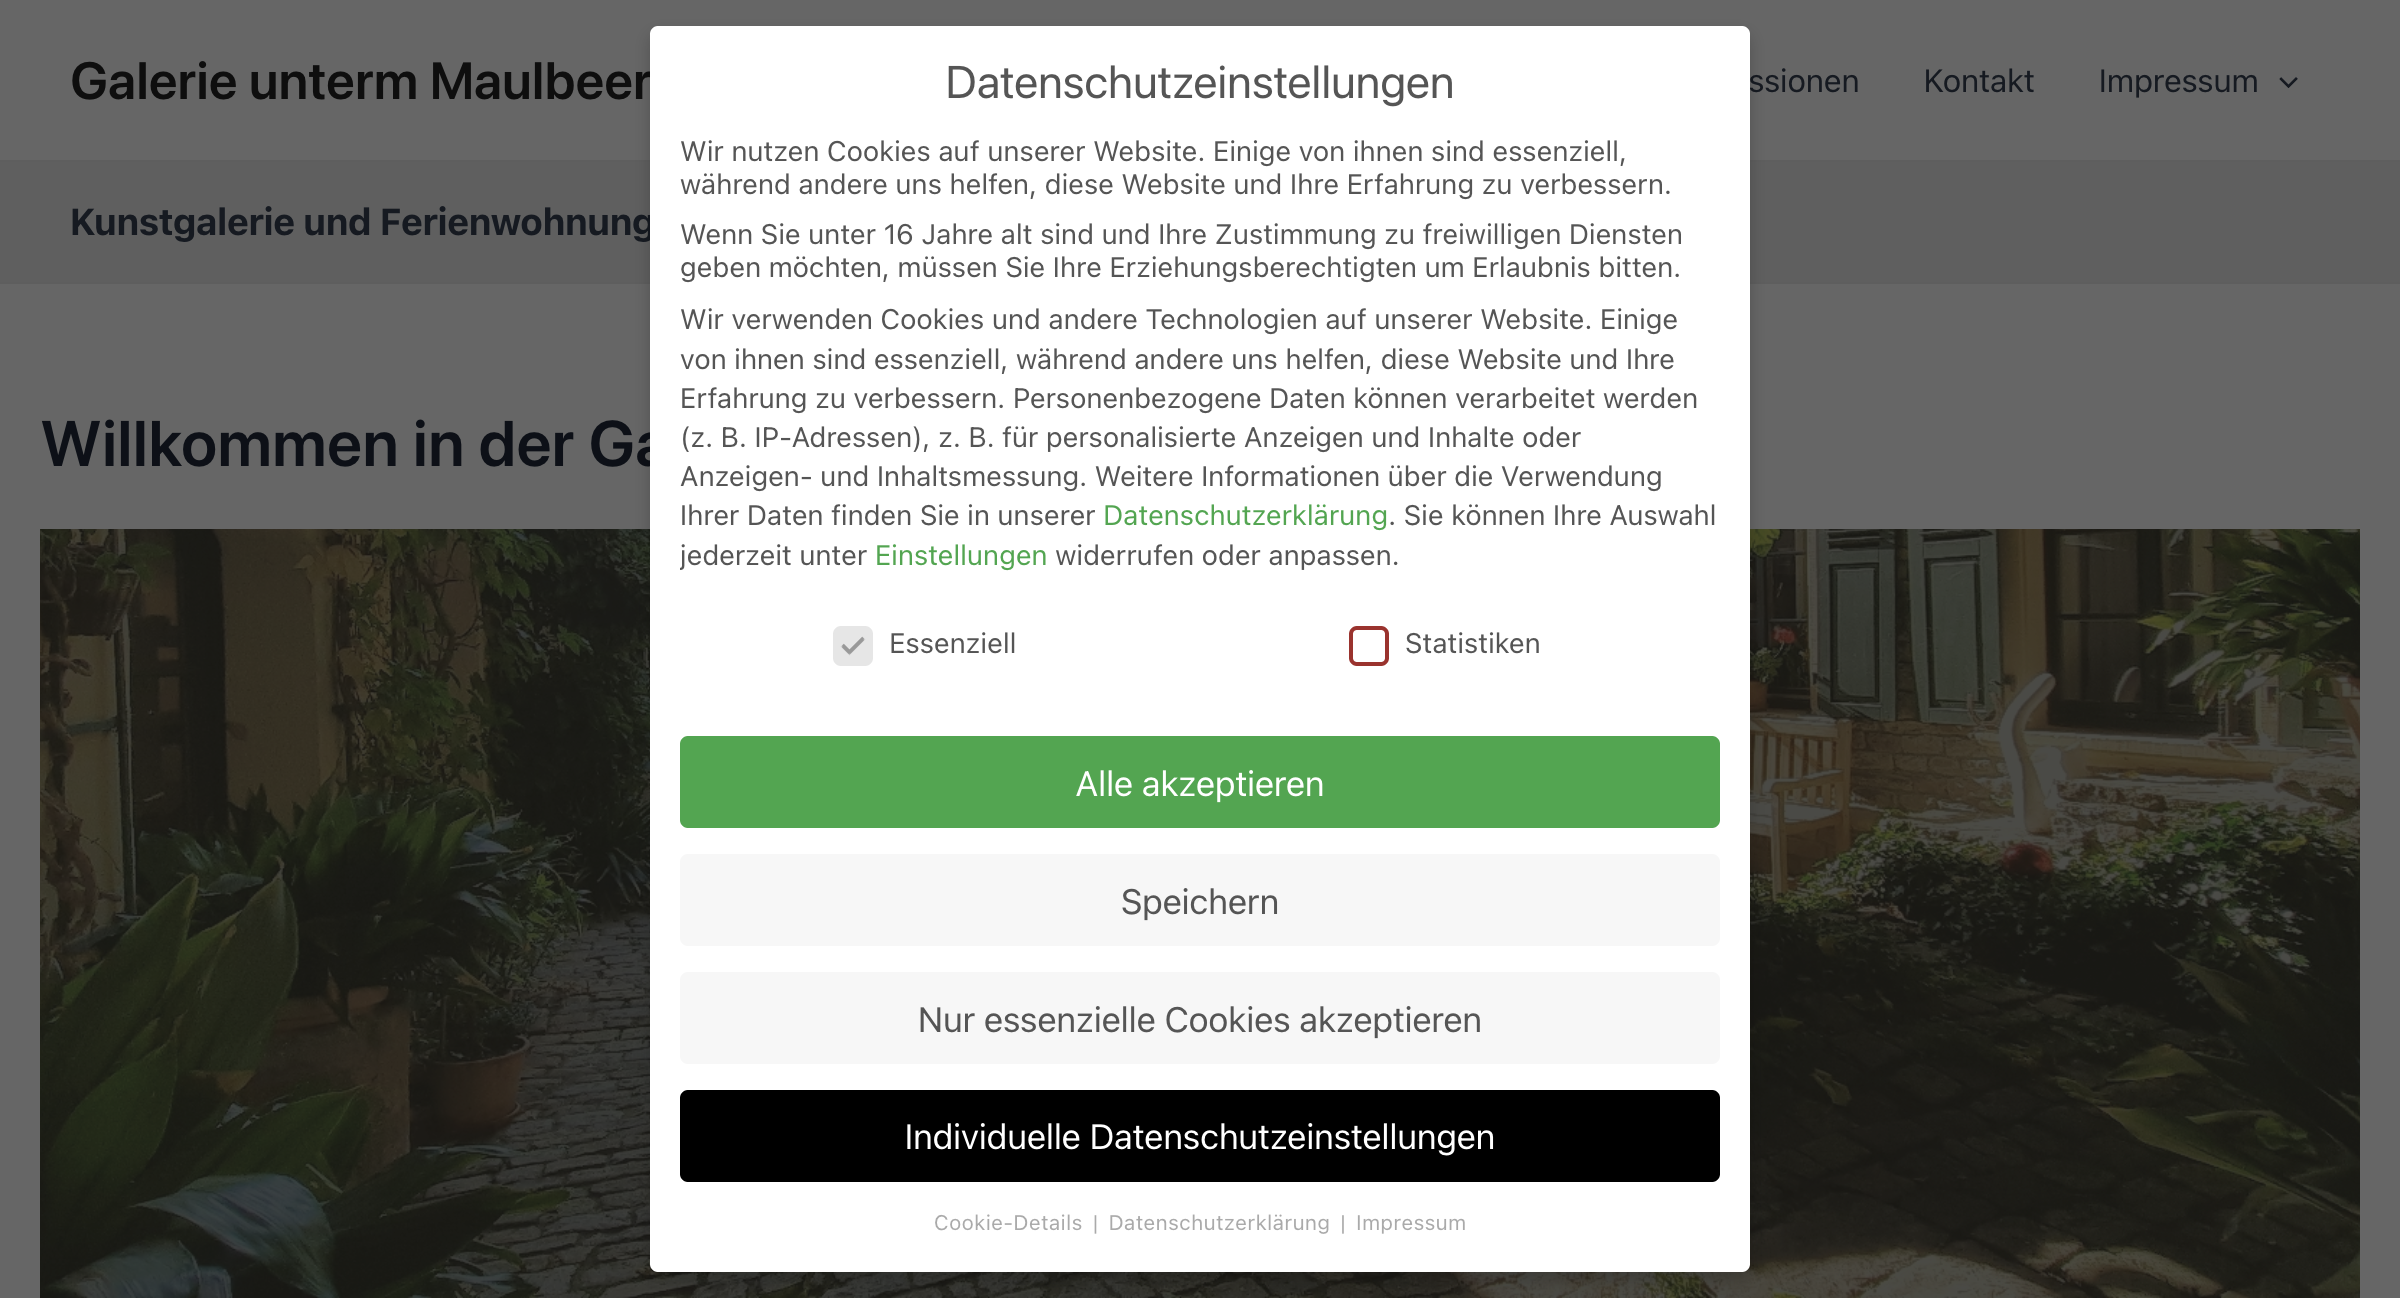 Galerie unterm Maulbeer
ssionen Kontakt Impressum
Kunstgalerie und Ferienwohnung
Willkommen in der Ga
Datenschutzeinstellungen
Wir nutzen Cookies auf unserer Website. Einige von ihnen sind essenziell,
während andere uns helfen, diese Website und Ihre Erfahrung zu verbessern.
Wenn Sie unter 16 Jahre alt sind und Ihre Zustimmung zu freiwilligen Diensten
geben möchten, müssen Sie Ihre Erziehungsberechtigten um Erlaubnis bitten.
Wir verwenden Cookies und andere Technologien auf unserer Website. Einige
von ihnen sind essenziell, während andere uns helfen, diese Website und Ihre
Erfahrung zu verbessern. Personenbezogene Daten können verarbeitet werden
(z. B. IP-Adressen), z. B. für personalisierte Anzeigen und Inhalte oder
Anzeigen- und Inhaltsmessung. Weitere Informationen über die Verwendung
Ihrer Daten finden Sie in unserer Datenschutzerklärung. Sie können Ihre Auswahl
jederzeit unter Einstellungen widerrufen oder anpassen.
Essenziell Statistiken
Alle akzeptieren
Speichern
Nur essenzielle Cookies akzeptieren
Individuelle Datenschutzeinstellungen
Cookie-Details | Datenschutzerklärung | Impressum